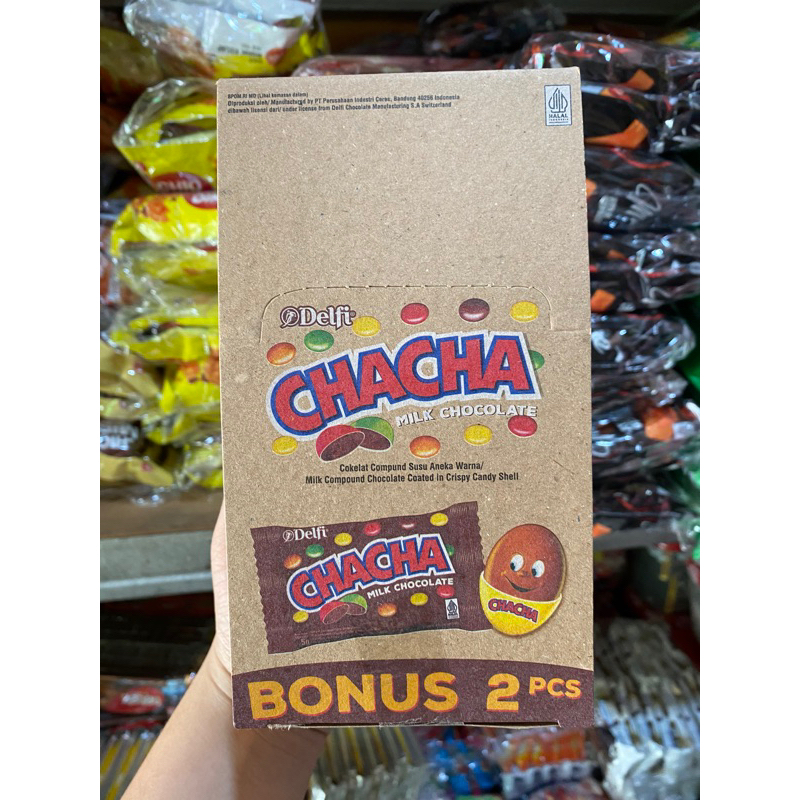 BPOM RI MD (Lihat kemasan dalam)
Diproduksi oleh/ Manufactured by PT Perusahaan Industri Ceres, Bandung 40256 Indonesia
dibawah lisensi dari/ under license from Delfi Chocolate Manufacturing S.A Switzerland
HALAL
INDONESIA
Delfi
CHACHA
MILK CHOCOLATE
Cokelat Compund Susu Aneka Warna/
Milk Compound Chocolate Coated in Crispy Candy Shell
Delfi
CHACHA
MILK CHOCOLATE
CHACHA
BONUS 2 PCS